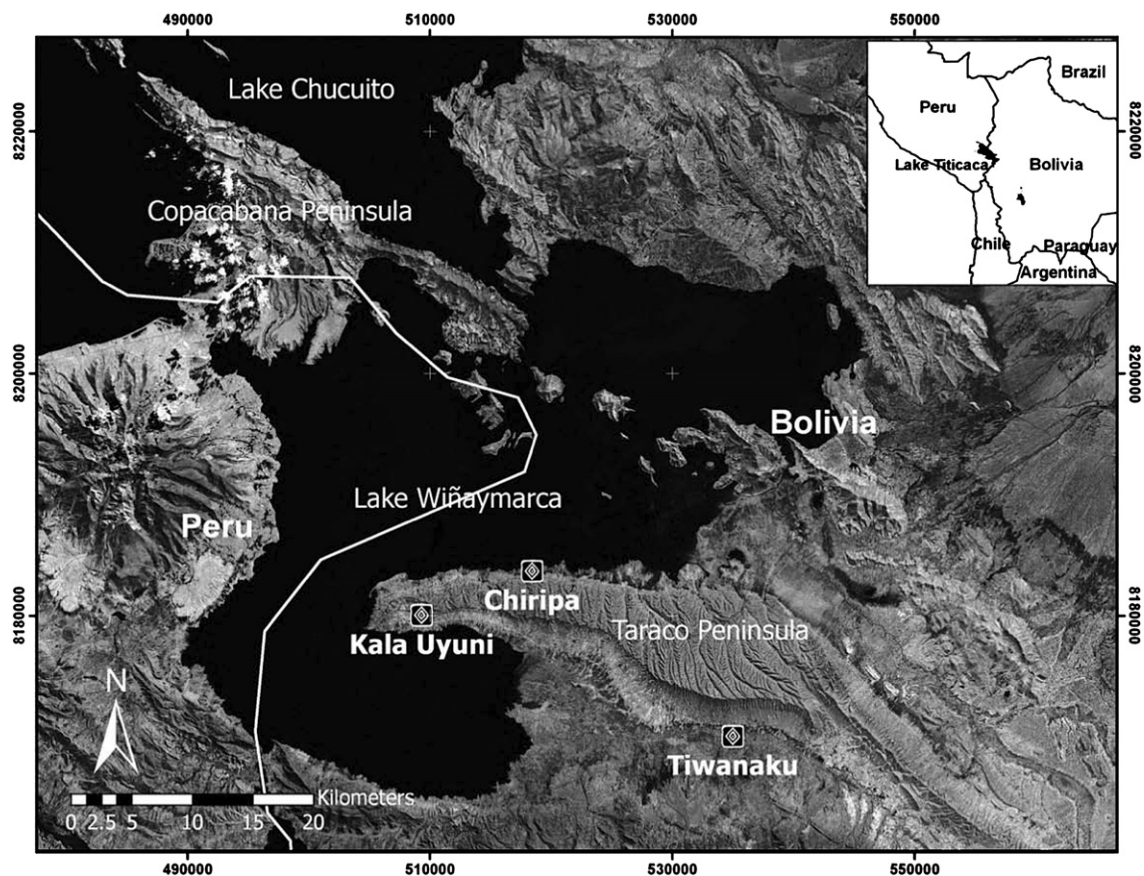 490000
510000
530000
550000
Lake Chucuito
Brazil
Peru
8220000
8220000
Lake Titicaca
Bolivia
Copacabana Peninsula
Chile
Paraguay
Argentina
8200000
8200000
Bolivia
Lake Wiñaymarca
Peru
Chiripa
8180000
8180000
Kala Uyuni
Taraco Peninsula
N
Tiwanaku
Kilometers
0 2.5 5 10 15 20
490000
510000
530000
550000